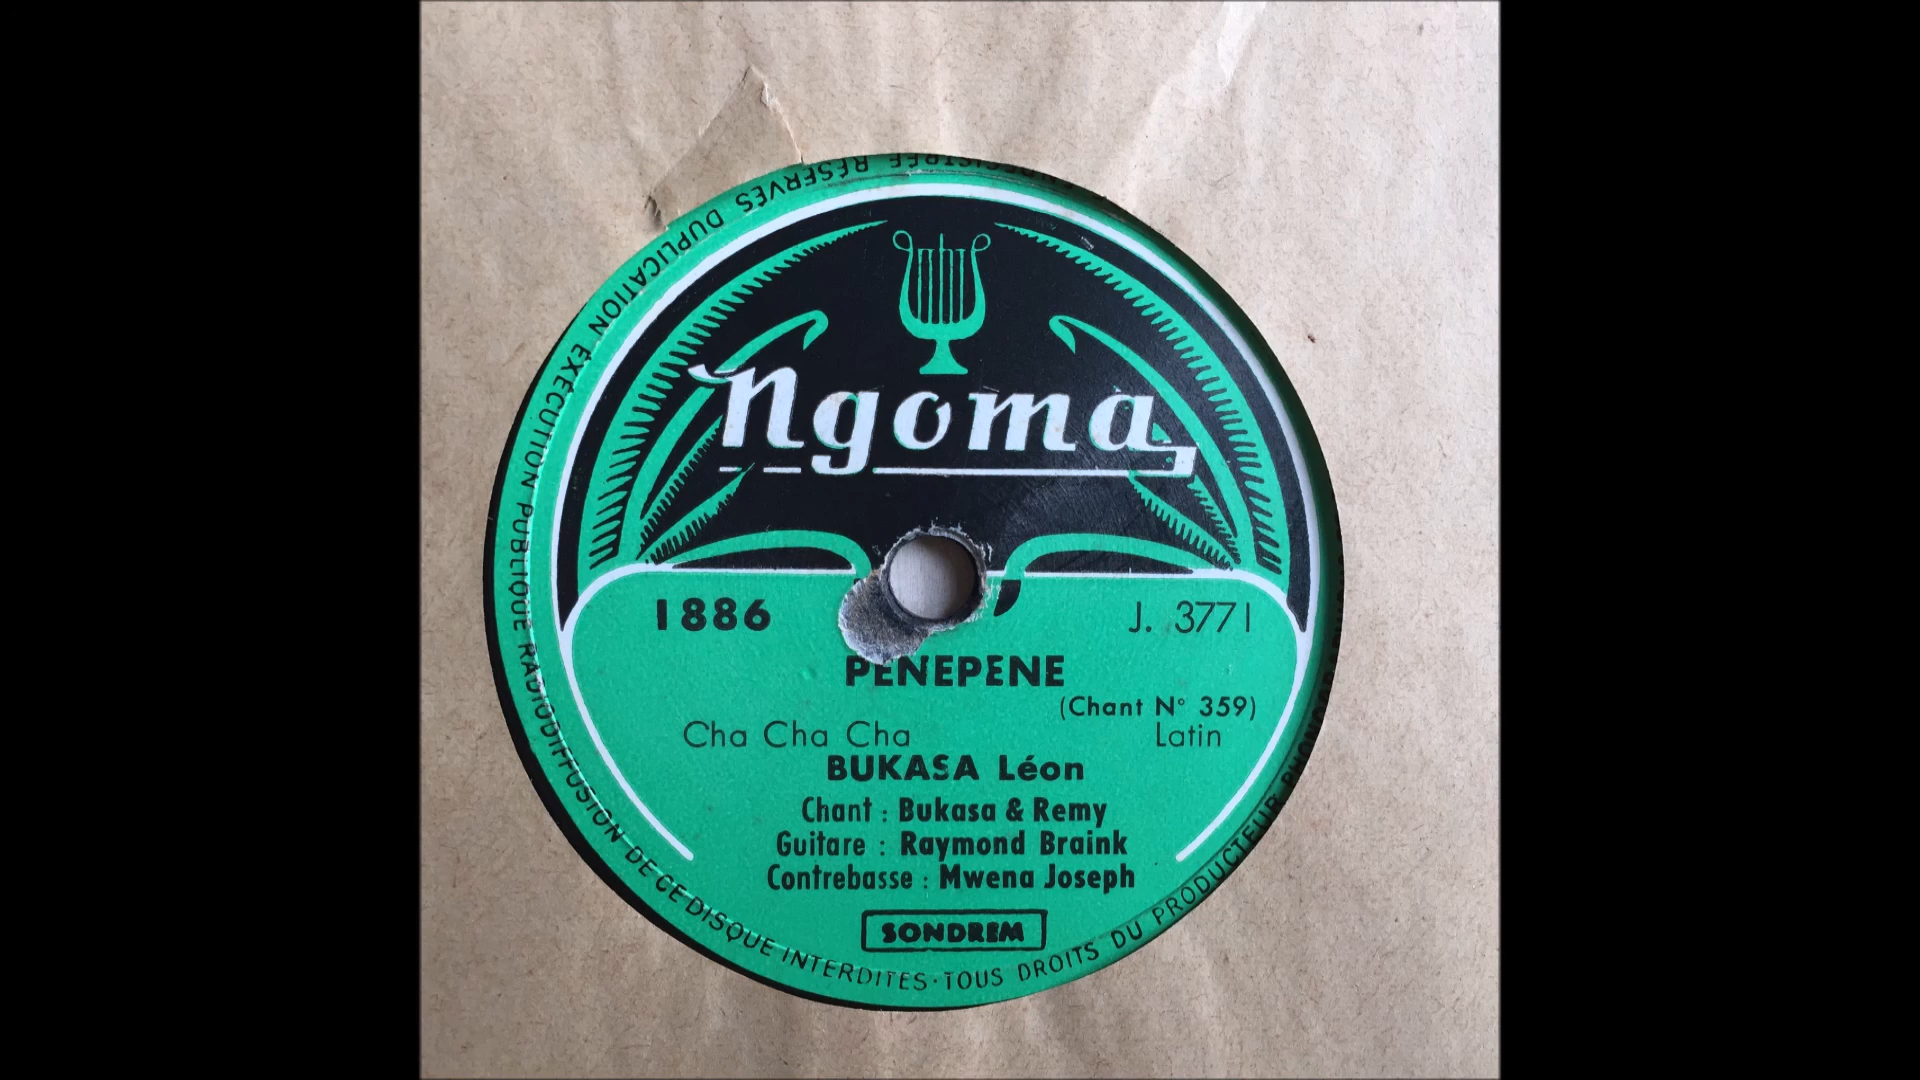 Ngoma
1886
J. 3771
PENEPENE
(Chant N° 359)
Cha Cha Cha
Latin
BUKASA Léon
Chant : Bukasa & Remy
Guitare : Raymond Braink
Contrebasse : Mwena Joseph
SONDREM
TOUS DROITS DU PRODUCTEUR
RÉSERVÉS DUPLICATION EXÉCUTION PUBLIQUE RADIODIFFUSION DE CE DISQUE INTERDITES ·